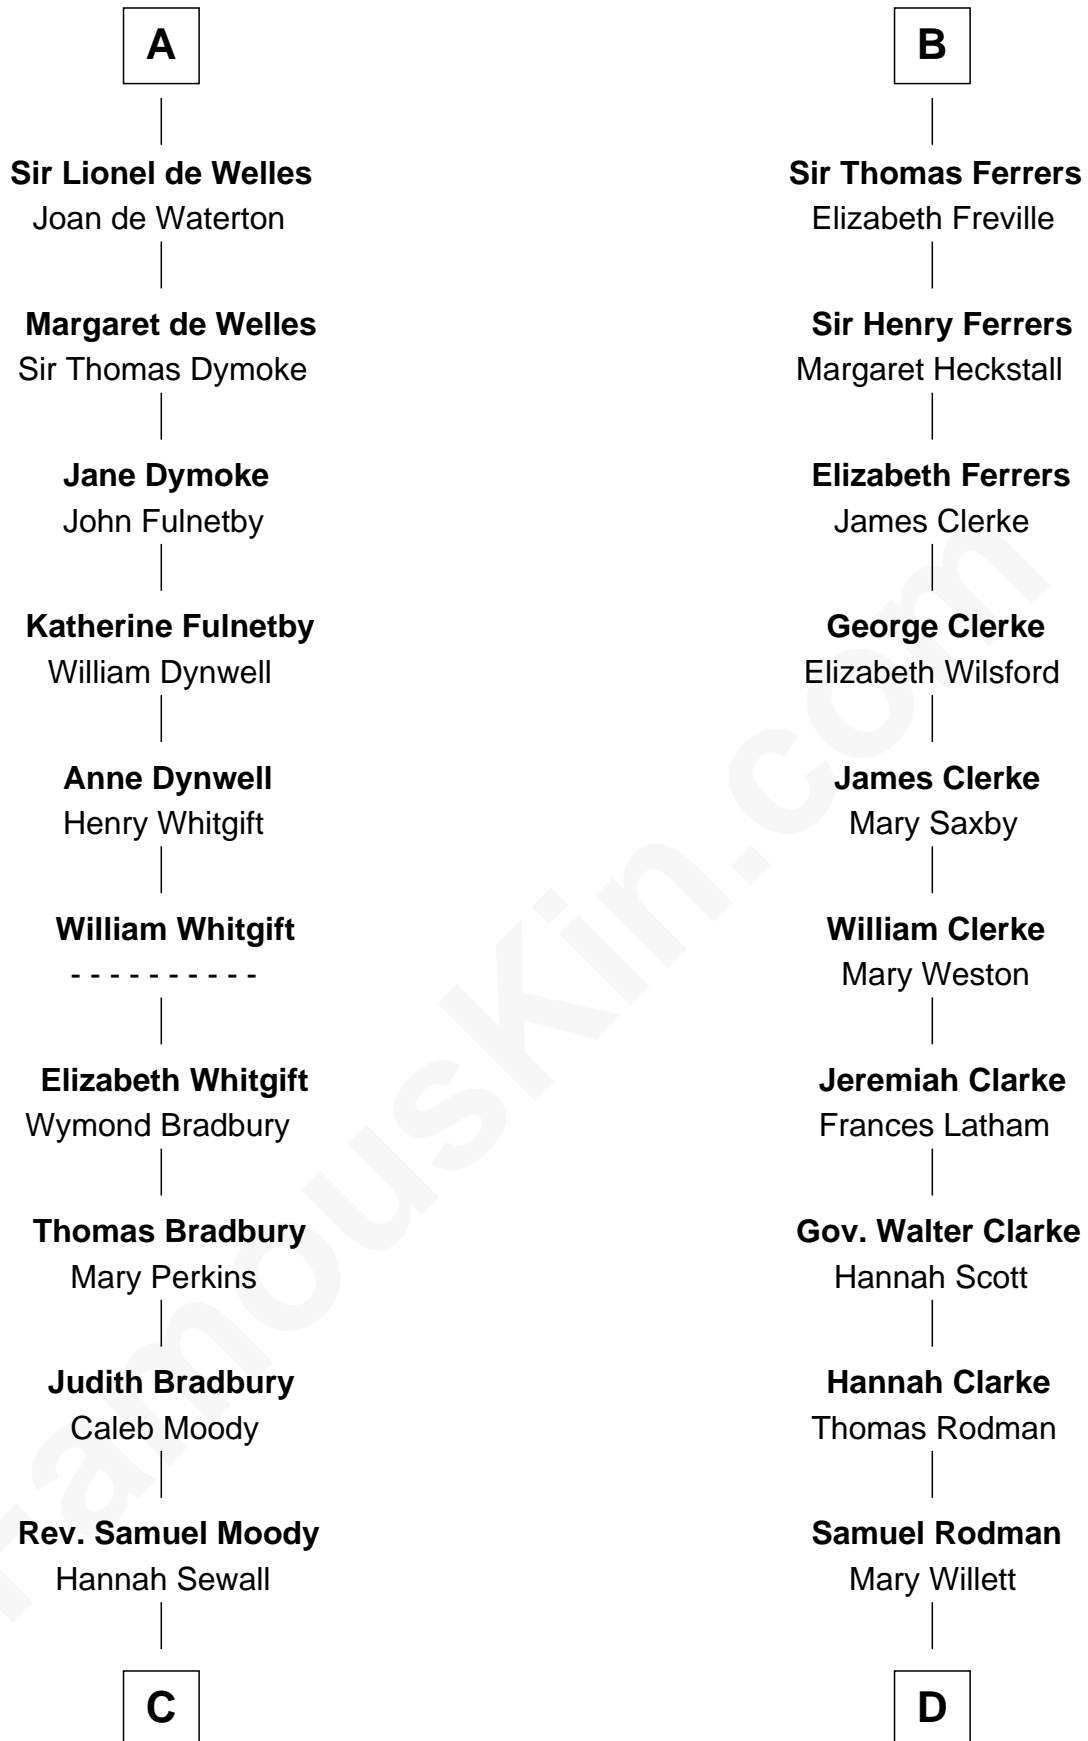 A
Sir Lionel de Welles
Joan de Waterton
Margaret de Welles
Sir Thomas Dymoke
Jane Dymoke
John Fulnetby
Katherine Fulnetby
William Dynwell
Anne Dynwell
Henry Whitgift
William Whitgift
- - - - - - - - - -
Elizabeth Whitgift
Wymond Bradbury
Thomas Bradbury
Mary Perkins
Judith Bradbury
Caleb Moody
Rev. Samuel Moody
Hannah Sewall
C
B
Sir Thomas Ferrers
Elizabeth Freville
Sir Henry Ferrers
Margaret Heckstall
Elizabeth Ferrers
James Clerke
George Clerke
Elizabeth Wilsford
James Clerke
Mary Saxby
William Clerke
Mary Weston
Jeremiah Clarke
Frances Latham
Gov. Walter Clarke
Hannah Scott
Hannah Clarke
Thomas Rodman
Samuel Rodman
Mary Willett
D
FamousKin.com